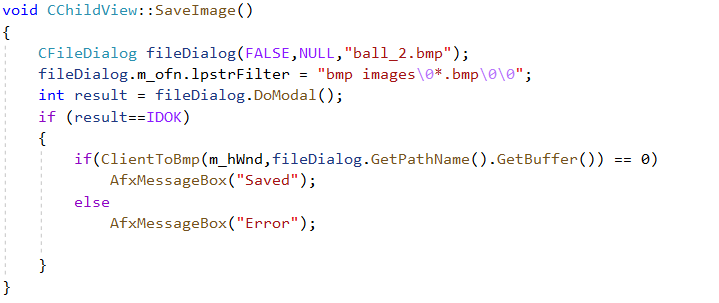 void CChildView::SaveImage()
{
    CFileDialog fileDialog(FALSE,NULL,"ball_2.bmp");
    fileDialog.m_ofn.lpstrFilter = "bmp images\0*.bmp\0\0";
    int result = fileDialog.DoModal();
    if (result==IDOK)
    {
        if(ClientToBmp(m_hWnd,fileDialog.GetPathName().GetBuffer()) == 0)
            AfxMessageBox("Saved");
        else
            AfxMessageBox("Error");
    }
}